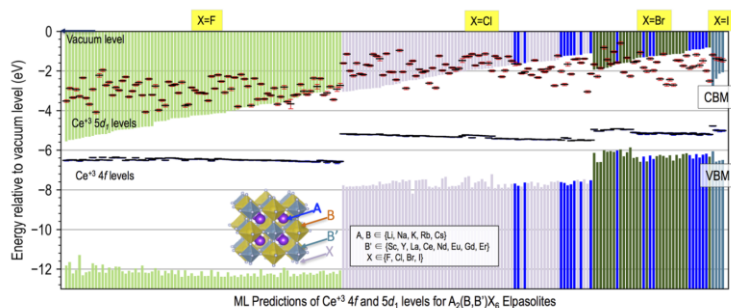 X=F
X=Cl
X=Br
X=I
0
Vacuum level
−2
CBM
−4
Ce+3 5d1 levels
−6
Ce+3 4f levels
VBM
−8
−10
−12
Energy relative to vacuum level (eV)
A
B
B'
X
A, B ∈ {Li, Na, K, Rb, Cs}
B' ∈ {Sc, Y, La, Ce, Nd, Eu, Gd, Er}
X ∈ {F, Cl, Br, I}
ML Predictions of Ce+3 4f and 5d1 levels for A2(B,B')X6 Elpasolites